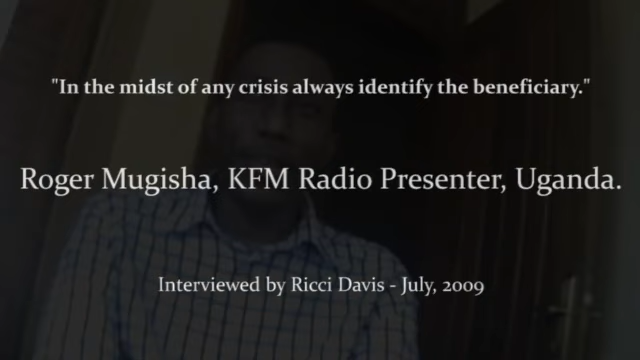 "In the midst of any crisis always identify the beneficiary."
Roger Mugisha, KFM Radio Presenter, Uganda.
Interviewed by Ricci Davis - July, 2009